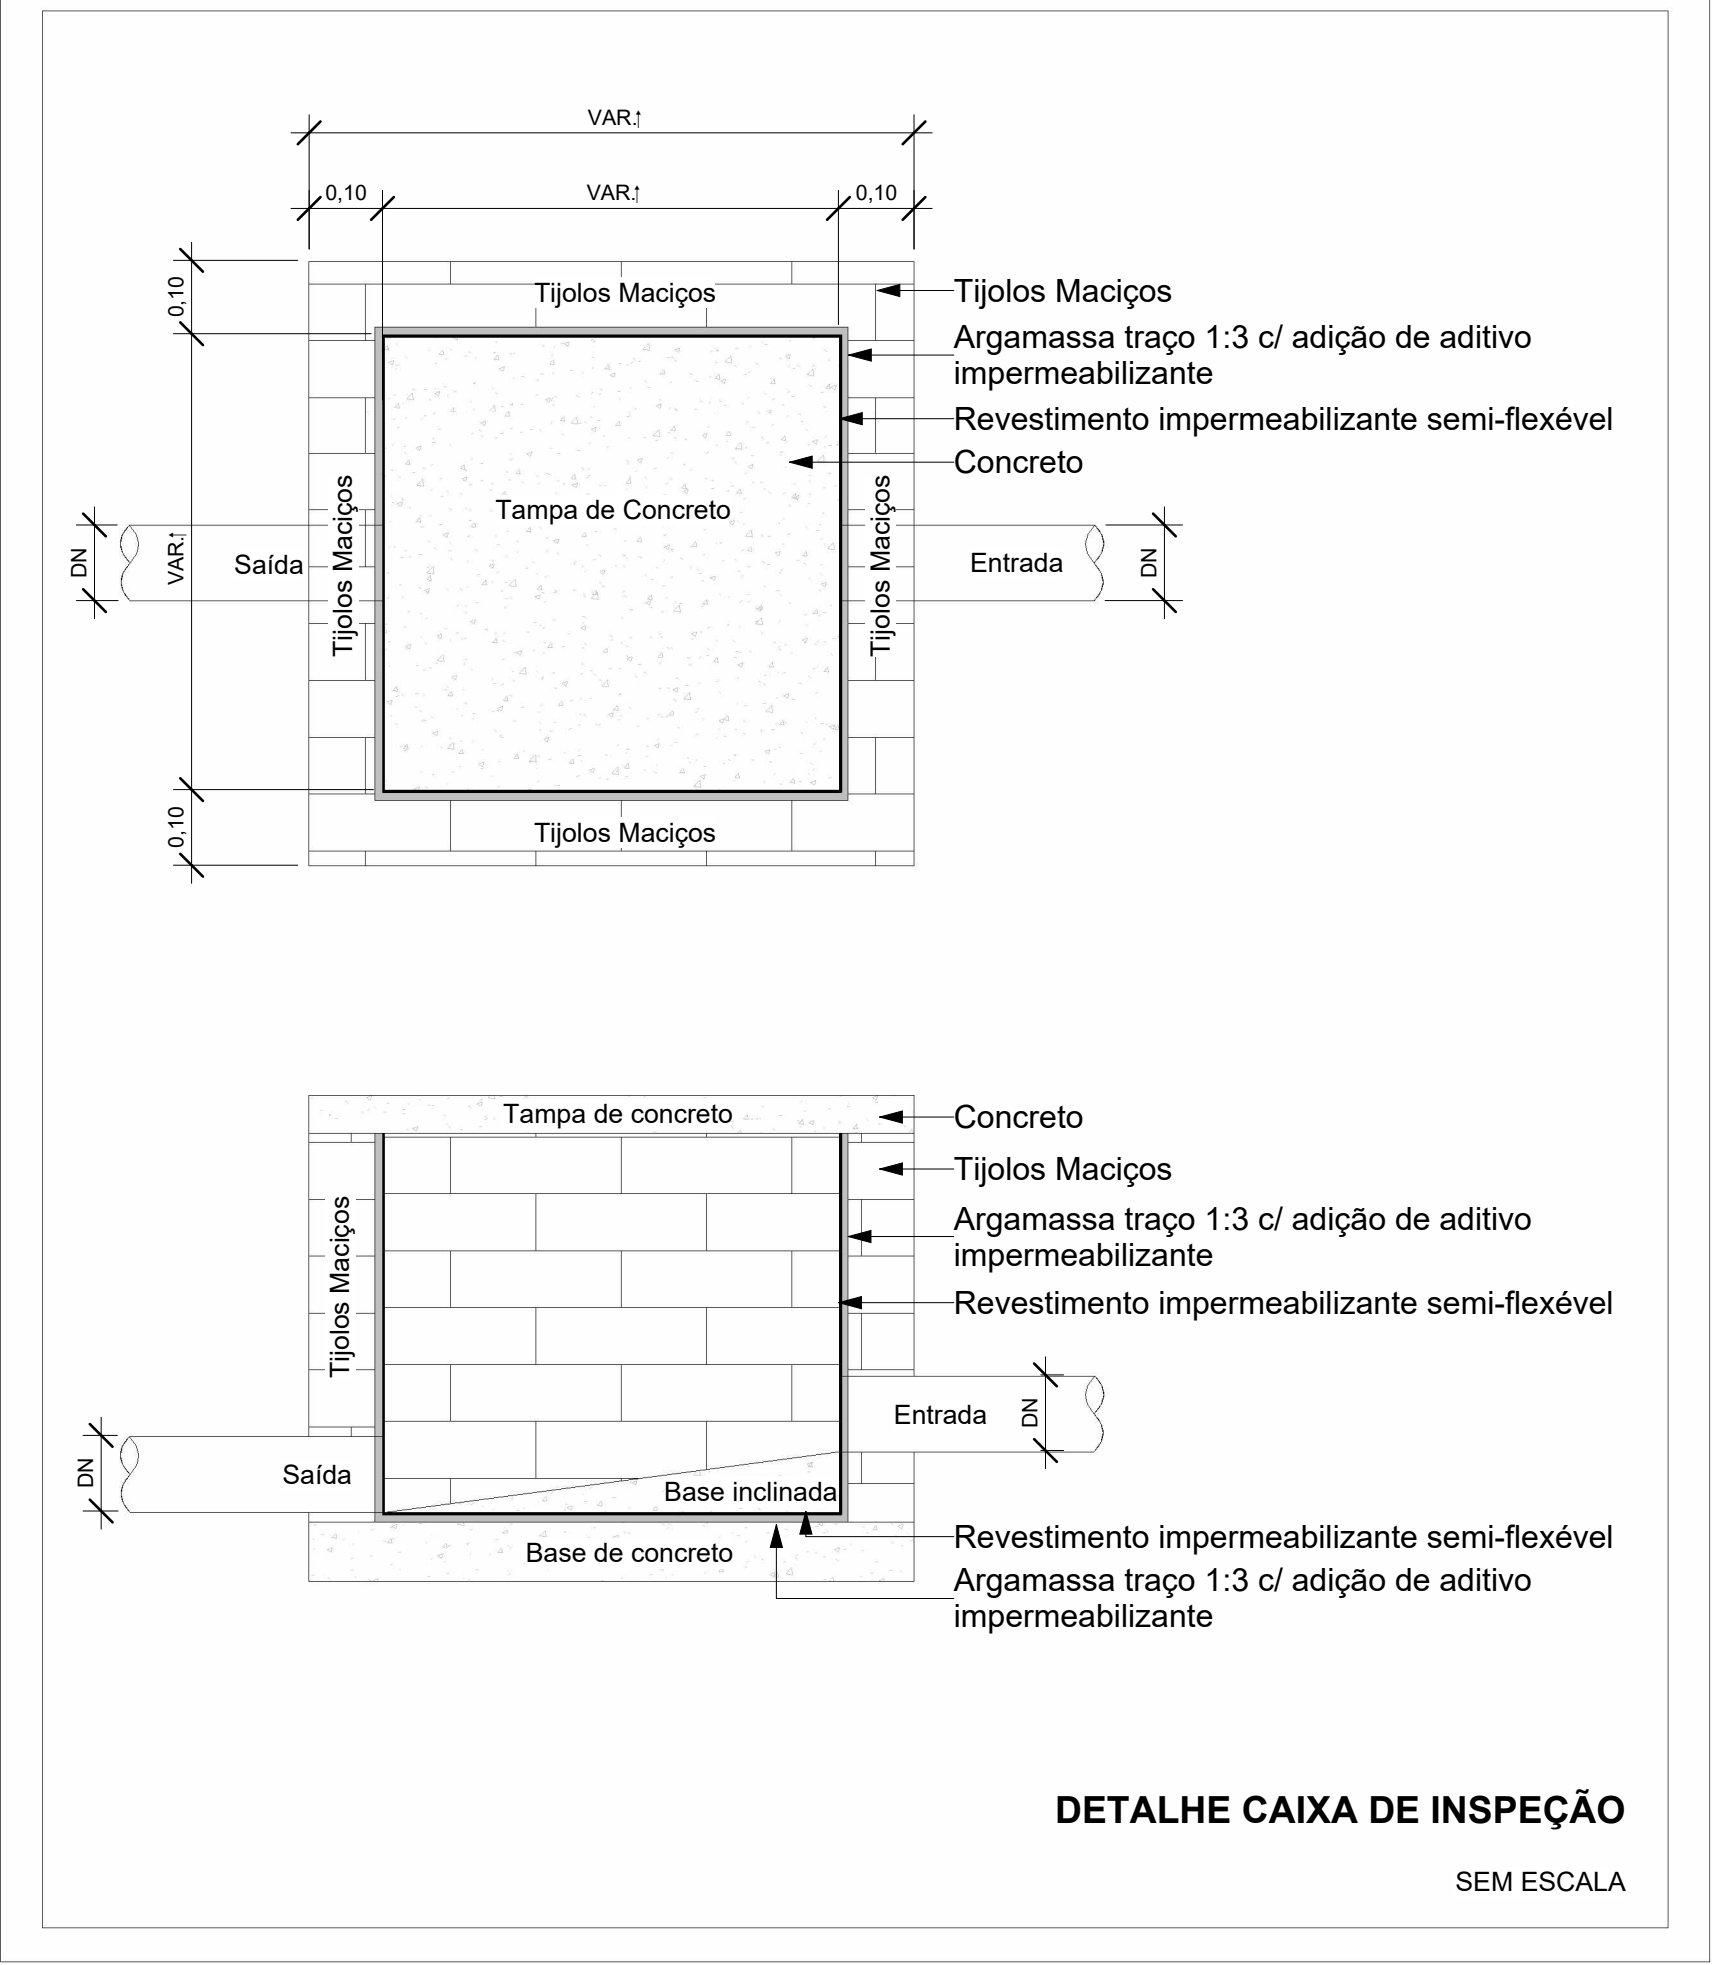 VAR.↑
0,10
VAR.↑
0,10
0,10
Tijolos Maciços
Tijolos Maciços
Argamassa traço 1:3 c/ adição de aditivo
impermeabilizante
Revestimento impermeabilizante semi-flexével
Concreto
Tampa de Concreto
Tijolos Maciços
Tijolos Maciços
DN
VAR.↑
Saída
Entrada
DN
0,10
Tijolos Maciços
Tampa de concreto
Concreto
Tijolos Maciços
Tijolos Maciços
Argamassa traço 1:3 c/ adição de aditivo
impermeabilizante
Revestimento impermeabilizante semi-flexével
Entrada
DN
DN
Saída
Base inclinada
Base de concreto
Revestimento impermeabilizante semi-flexével
Argamassa traço 1:3 c/ adição de aditivo
impermeabilizante
DETALHE CAIXA DE INSPEÇÃO
SEM ESCALA